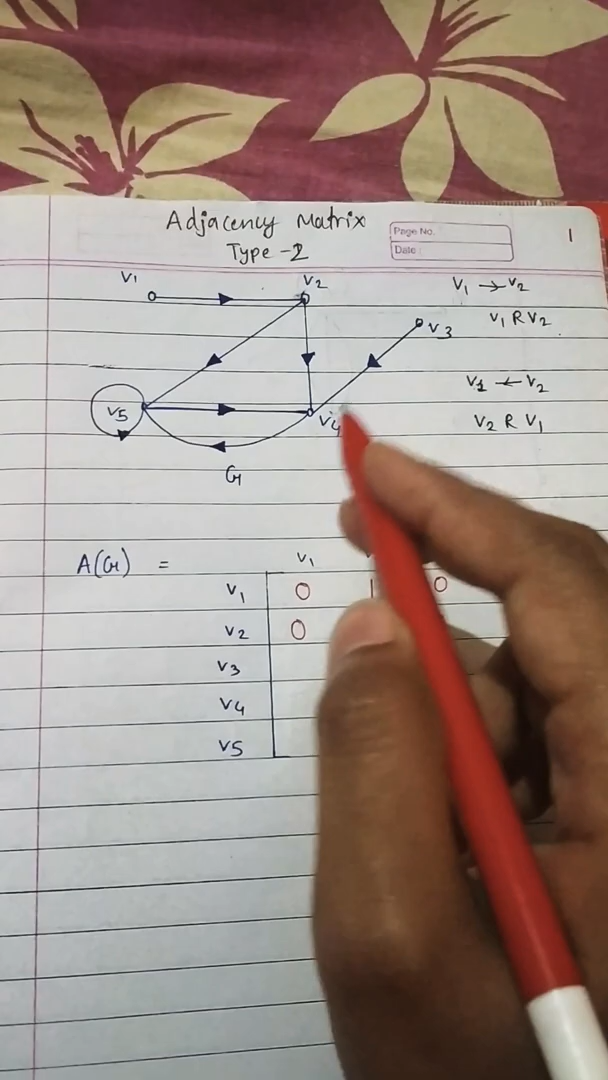 Adjacency Matrix
Type -2
Page No.
Date :
1
V1
V2
V3
V4
V5
G
V1 → V2
V1 R V2
V1 ← V2
V2 R V1
A(G) =
V1
V1 0 1 0
V2 0
V3
V4
V5